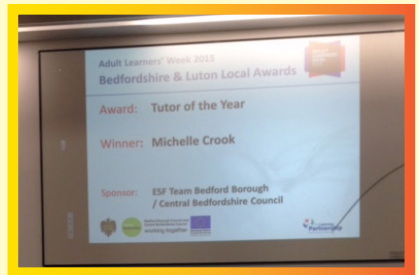 Adult Learners' Week 2015
Bedfordshire & Luton Local Awards
Award: Tutor of the Year
Winner: Michelle Crook
Sponsor: ESF Team Bedford Borough
/ Central Bedfordshire Council
working together
Partnership